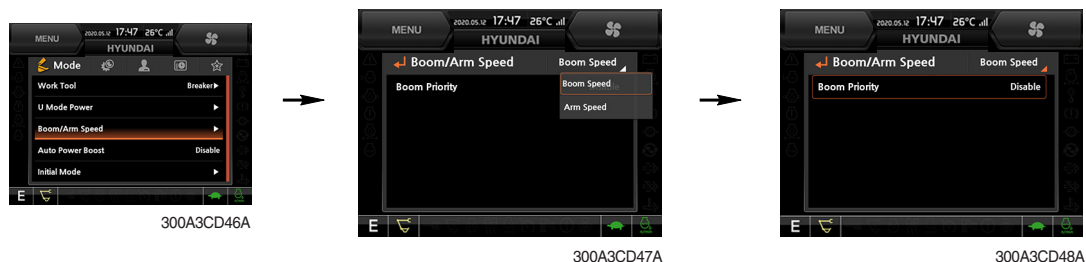 MENU
2020.05.12 17:47 26°C
HYUNDAI
Mode
Work Tool Breaker▶
U Mode Power ▶
Boom/Arm Speed ▶
Auto Power Boost Disable
Initial Mode ▶
E
300A3CD46A
MENU
2020.05.12 17:47 26°C
HYUNDAI
Boom/Arm Speed Boom Speed
Boom Priority Boom Speed
Arm Speed
E
300A3CD47A
MENU
2020.05.12 17:47 26°C
HYUNDAI
Boom/Arm Speed Boom Speed
Boom Priority Disable
E
300A3CD48A